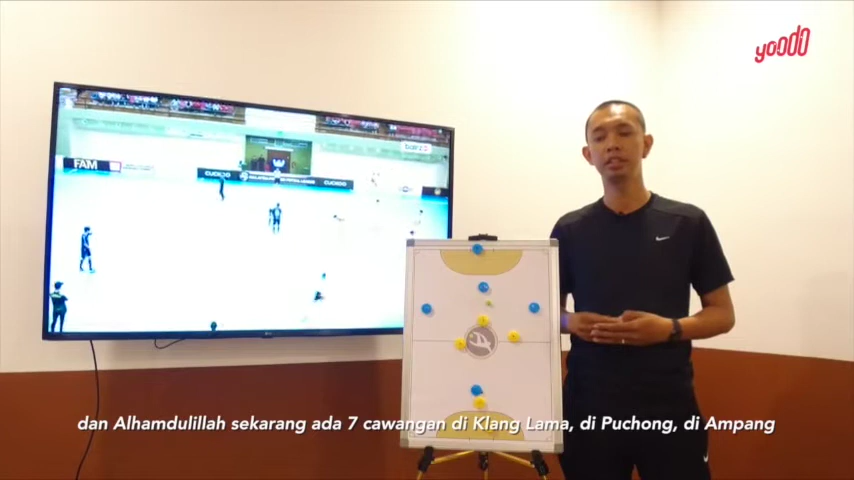 yoodo
FAM
CUCKOO
CUCKOO
dan Alhamdulillah sekarang ada 7 cawangan di Klang Lama, di Puchong, di Ampang